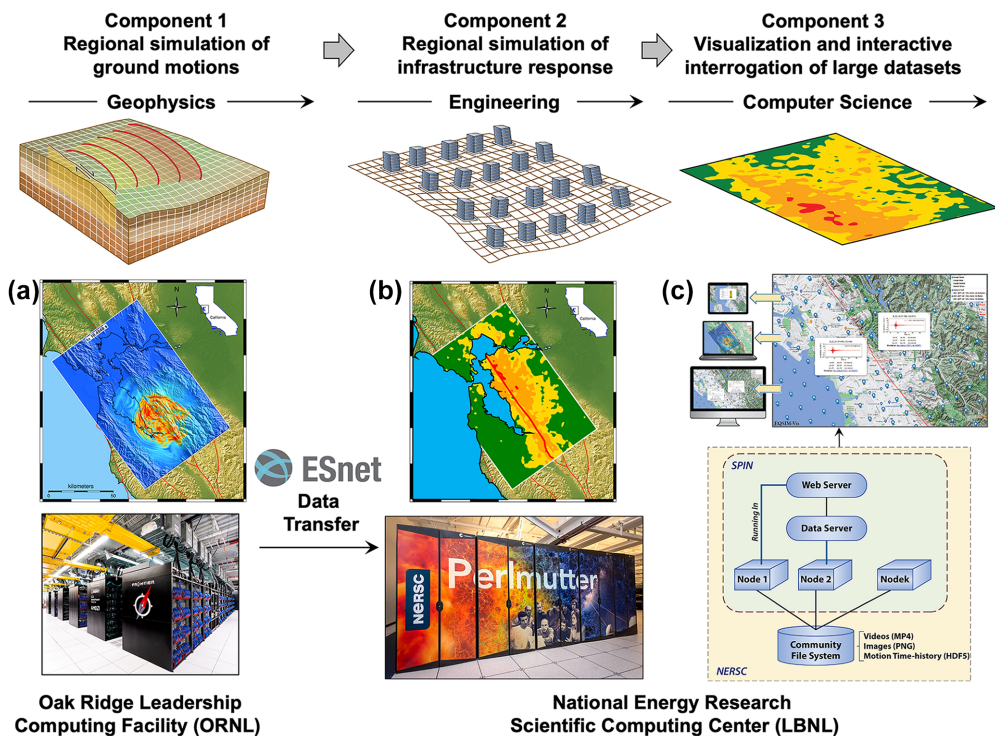 Component 1
Regional simulation of
ground motions
Component 2
Regional simulation of
infrastructure response
Component 3
Visualization and interactive
interrogation of large datasets
Geophysics
Engineering
Computer Science
(a)
N
California
kilometers
0
50
(b)
N
California
(c)
EQSIM-Vo
ESnet
Data
Transfer
FRONTIER
NERSC
Perlmutter
SPIN
Web Server
Running In
Data Server
Node 1
Node 2
Nodek
Community
File System
Videos (MP4)
Images (PNG)
Motion Time-history (HDF5)
NERSC
Oak Ridge Leadership
Computing Facility (ORNL)
National Energy Research
Scientific Computing Center (LBNL)